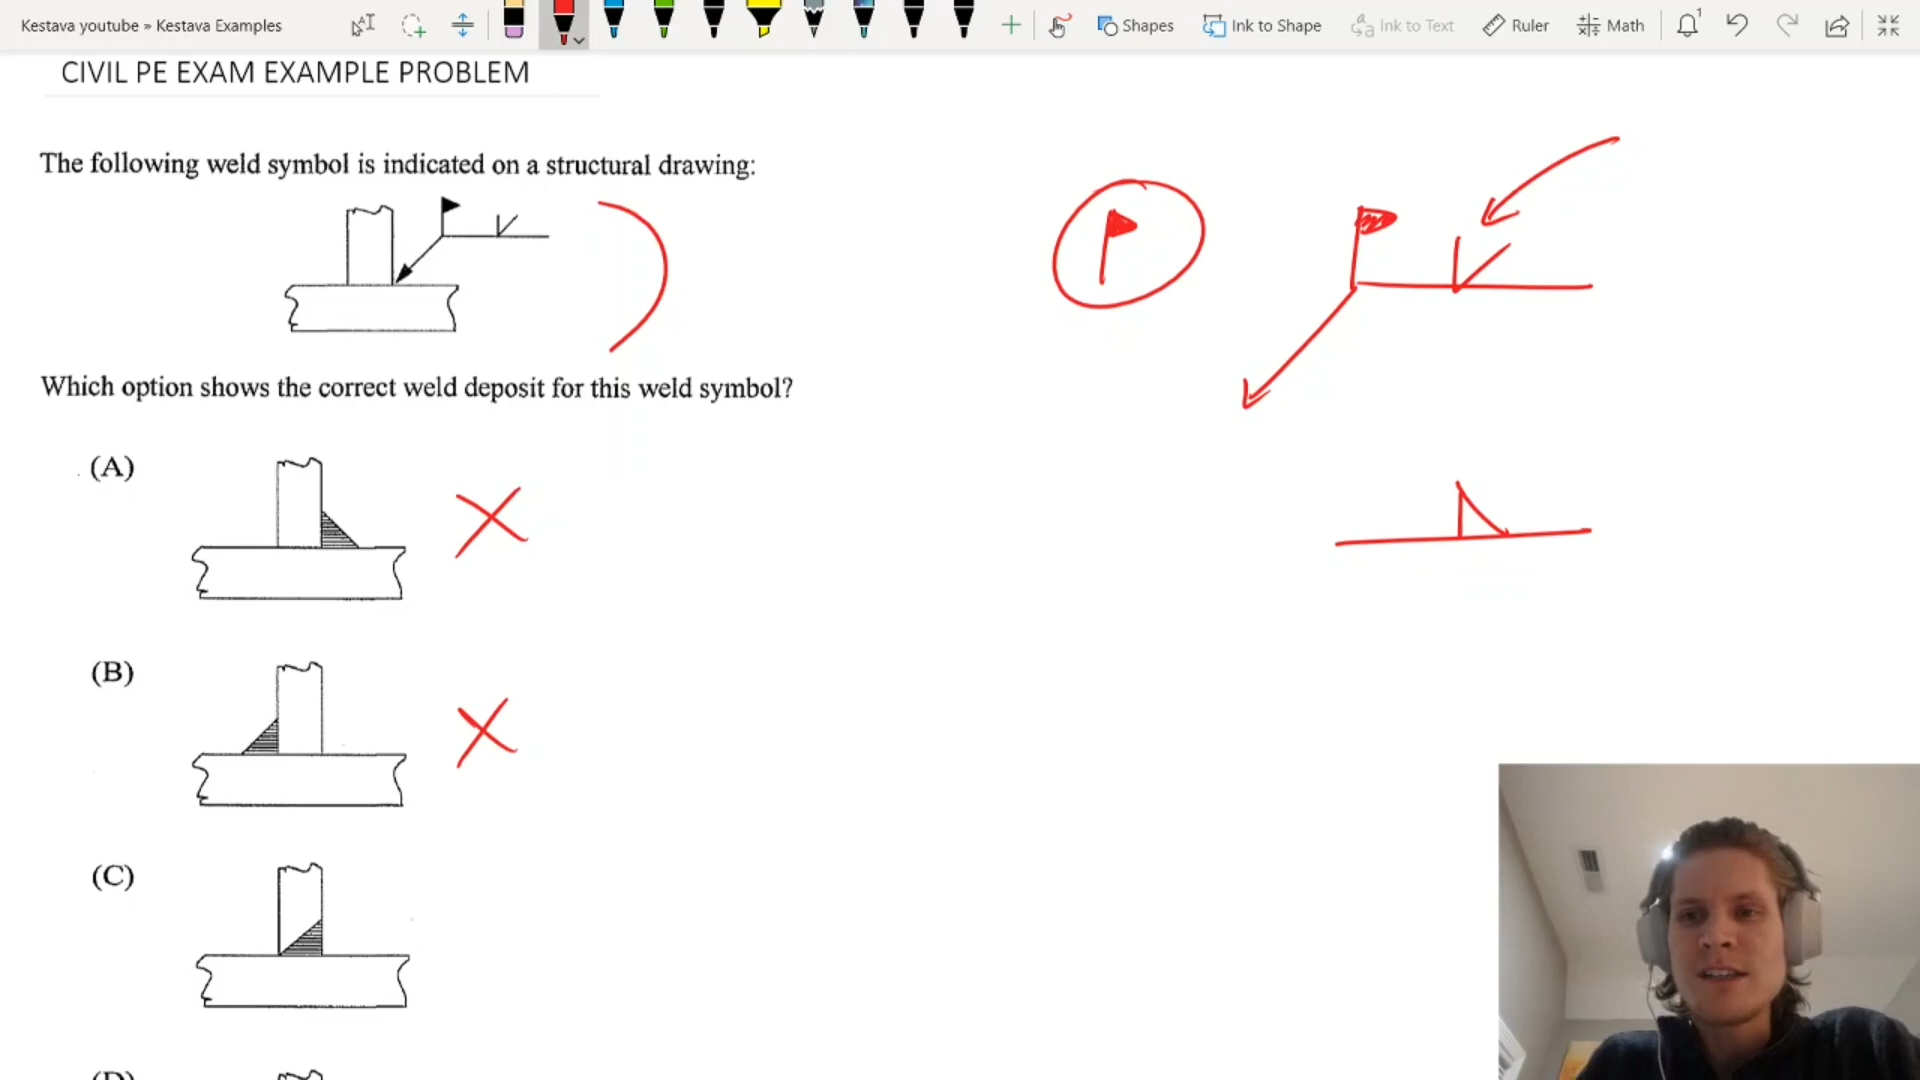 Kestava youtube » Kestava Examples
Shapes
Ink to Shape
Ink to Text
Ruler
Math
1
CIVIL PE EXAM EXAMPLE PROBLEM
The following weld symbol is indicated on a structural drawing:
Which option shows the correct weld deposit for this weld symbol?
(A)
(B)
(C)
(D)